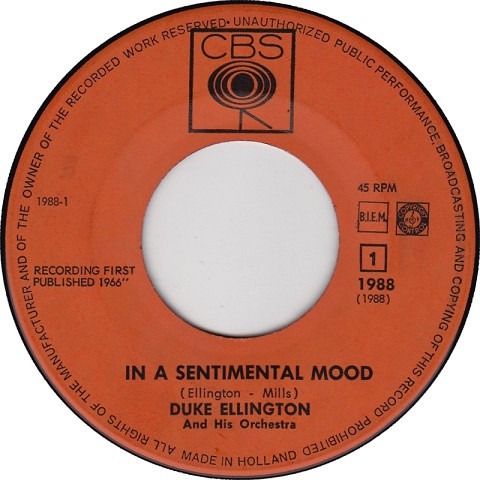 ALL RIGHTS OF THE MANUFACTURER AND OF THE OWNER OF THE RECORDED WORK RESERVED · UNAUTHORIZED PUBLIC PERFORMANCE, BROADCASTING AND COPYING OF THIS RECORD PROHIBITED
CBS
45 RPM
1988-1
B.I.E.M.
COPYRIGHT CONTROL
RECORDING FIRST
PUBLISHED 1966"
1
1988
(1988)
IN A SENTIMENTAL MOOD
(Ellington - Mills)
DUKE ELLINGTON
And His Orchestra
MADE IN HOLLAND